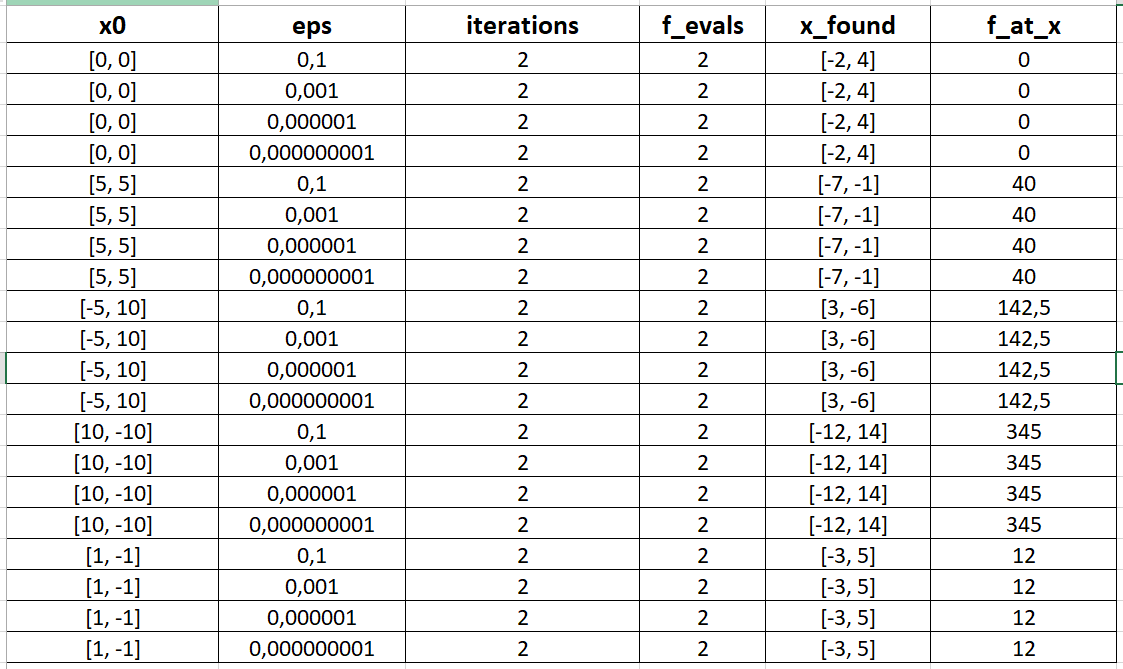 x0 eps iterations f_evals x_found f_at_x
[0, 0] 0,1 2 2 [-2, 4] 0
[0, 0] 0,001 2 2 [-2, 4] 0
[0, 0] 0,000001 2 2 [-2, 4] 0
[0, 0] 0,000000001 2 2 [-2, 4] 0
[5, 5] 0,1 2 2 [-7, -1] 40
[5, 5] 0,001 2 2 [-7, -1] 40
[5, 5] 0,000001 2 2 [-7, -1] 40
[5, 5] 0,000000001 2 2 [-7, -1] 40
[-5, 10] 0,1 2 2 [3, -6] 142,5
[-5, 10] 0,001 2 2 [3, -6] 142,5
[-5, 10] 0,000001 2 2 [3, -6] 142,5
[-5, 10] 0,000000001 2 2 [3, -6] 142,5
[10, -10] 0,1 2 2 [-12, 14] 345
[10, -10] 0,001 2 2 [-12, 14] 345
[10, -10] 0,000001 2 2 [-12, 14] 345
[10, -10] 0,000000001 2 2 [-12, 14] 345
[1, -1] 0,1 2 2 [-3, 5] 12
[1, -1] 0,001 2 2 [-3, 5] 12
[1, -1] 0,000001 2 2 [-3, 5] 12
[1, -1] 0,000000001 2 2 [-3, 5] 12